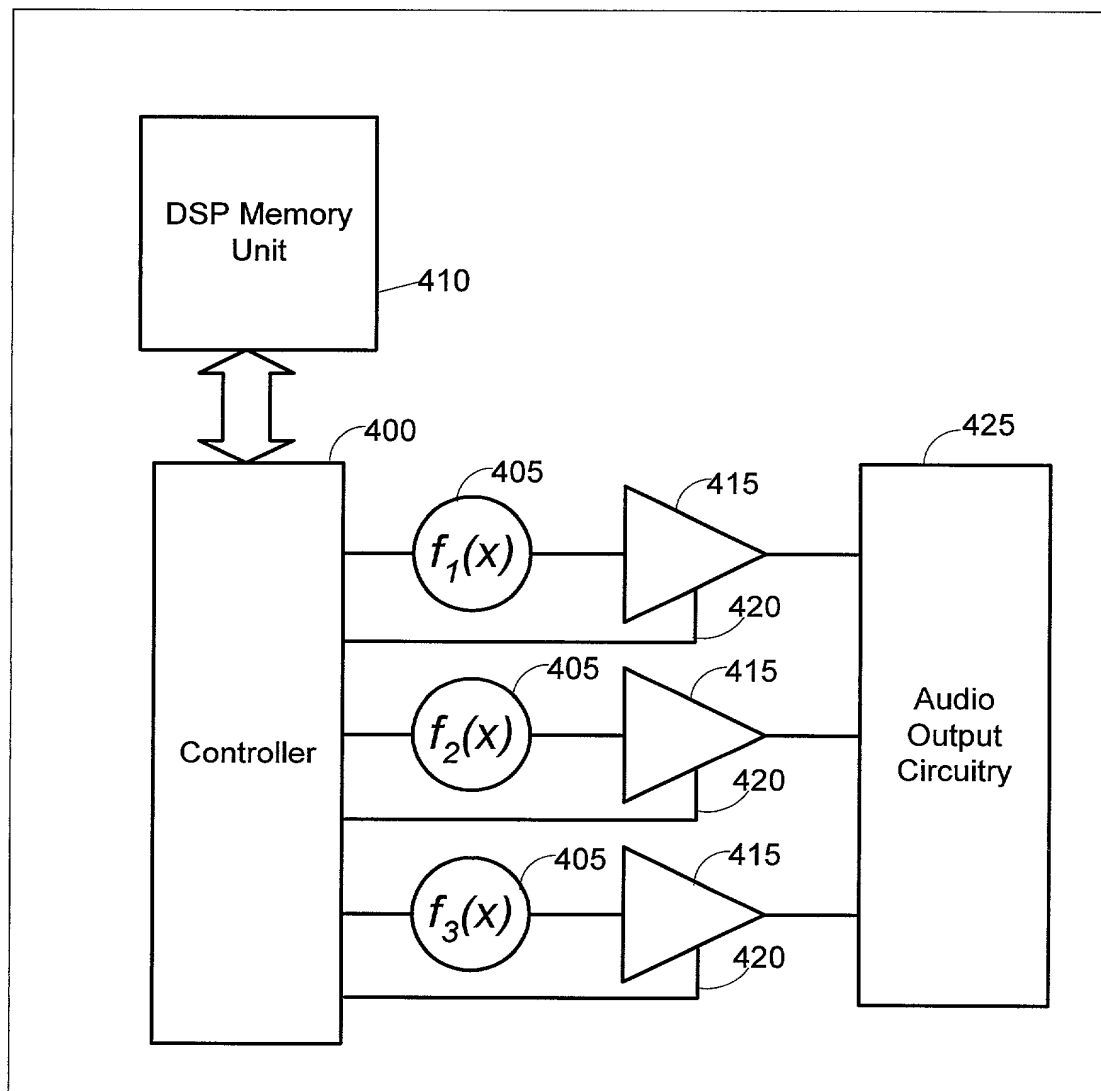 DSP Memory
Unit
410
400
425
405
415
f1(x)
420
405
415
Controller
f2(x)
Audio
Output
Circuitry
420
405
415
f3(x)
420